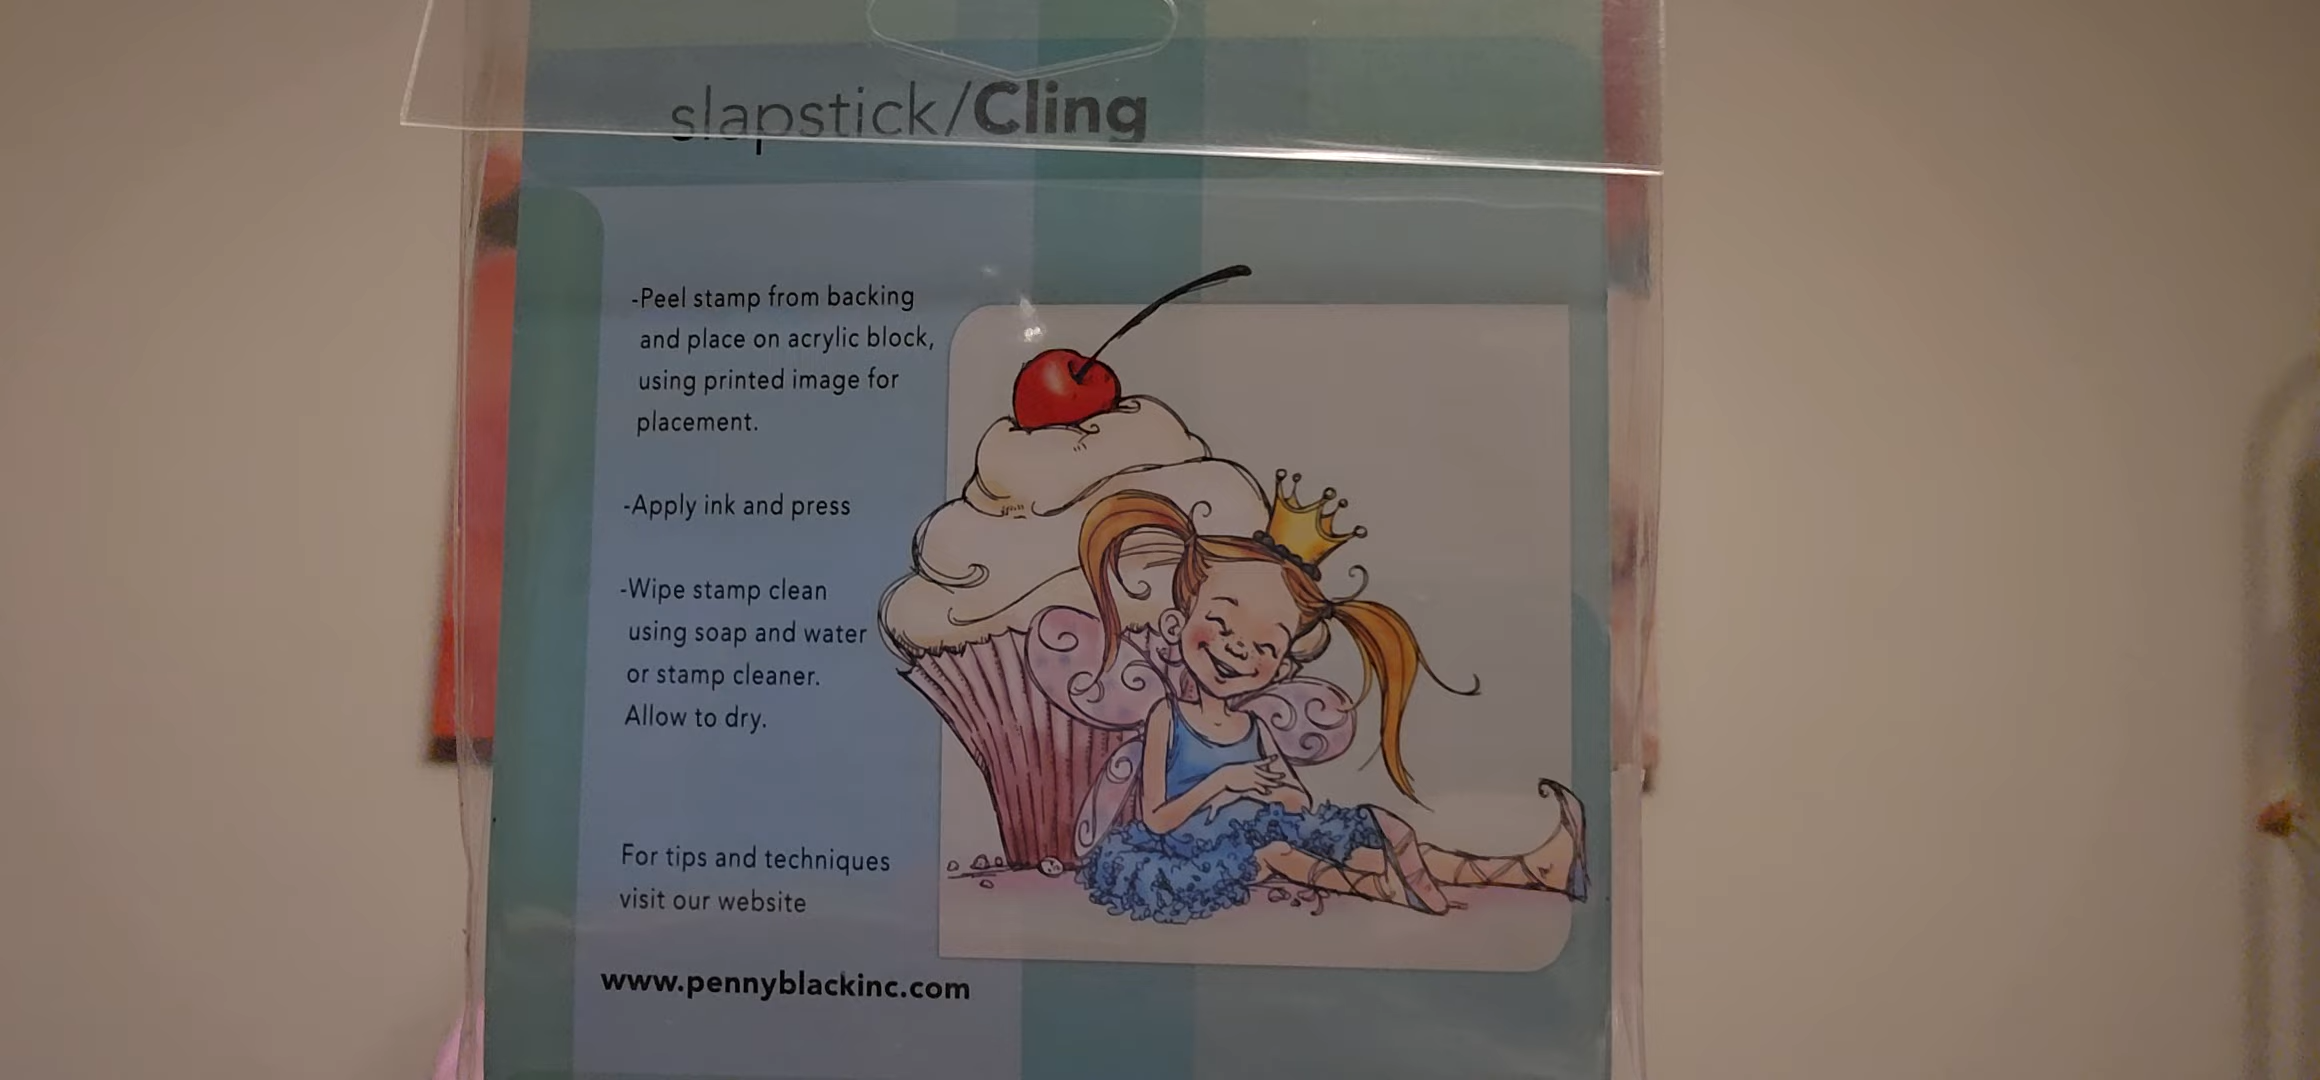 slapstick/Cling
-Peel stamp from backing
and place on acrylic block,
using printed image for
placement.
-Apply ink and press
-Wipe stamp clean
using soap and water
or stamp cleaner.
Allow to dry.
For tips and techniques
visit our website
www.pennyblackinc.com